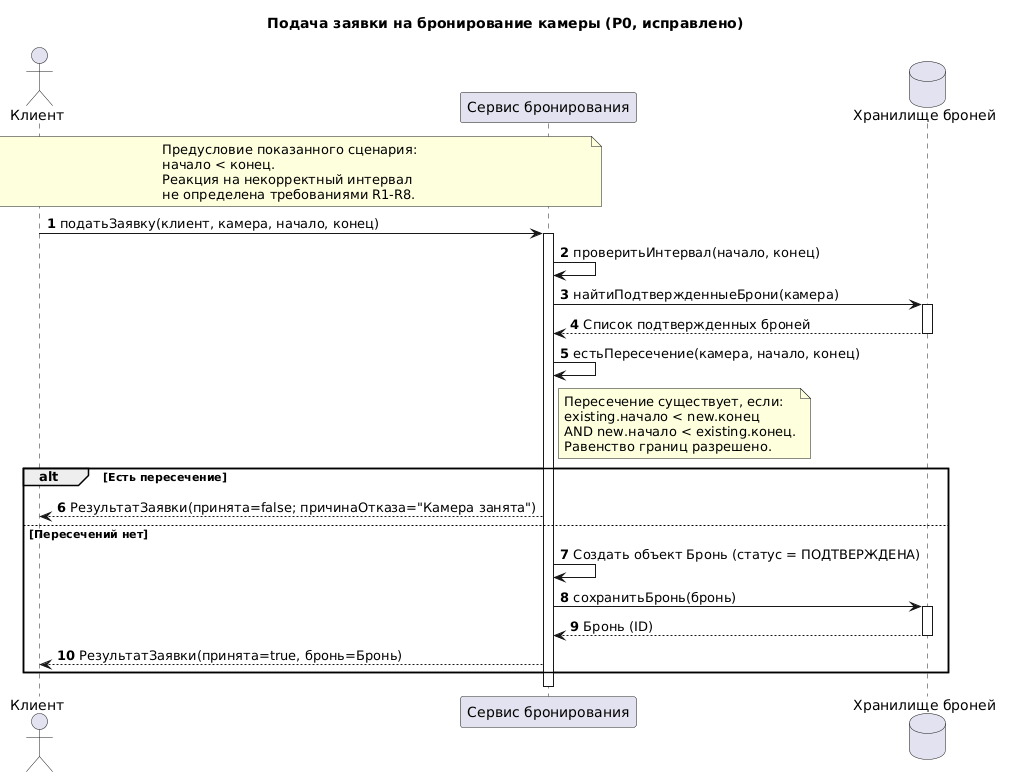 Подача заявки на бронирование камеры (P0, исправлено)
Клиент
Сервис бронирования
Хранилище броней
Предусловие показанного сценария:
начало < конец.
Реакция на некорректный интервал
не определена требованиями R1-R8.
1 податьЗаявку(клиент, камера, начало, конец)
2 проверитьИнтервал(начало, конец)
3 найтиПодтвержденныеБрони(камера)
4 Список подтвержденных броней
5 естьПересечение(камера, начало, конец)
Пересечение существует, если:
existing.начало < new.конец
AND new.начало < existing.конец.
Равенство границ разрешено.
alt [Есть пересечение]
6 РезультатЗаявки(принята=false; причинаОтказа="Камера занята")
[Пересечений нет]
7 Создать объект Бронь (статус = ПОДТВЕРЖДЕНА)
8 сохранитьБронь(бронь)
9 Бронь (ID)
10 РезультатЗаявки(принята=true, бронь=Бронь)
Клиент
Сервис бронирования
Хранилище броней